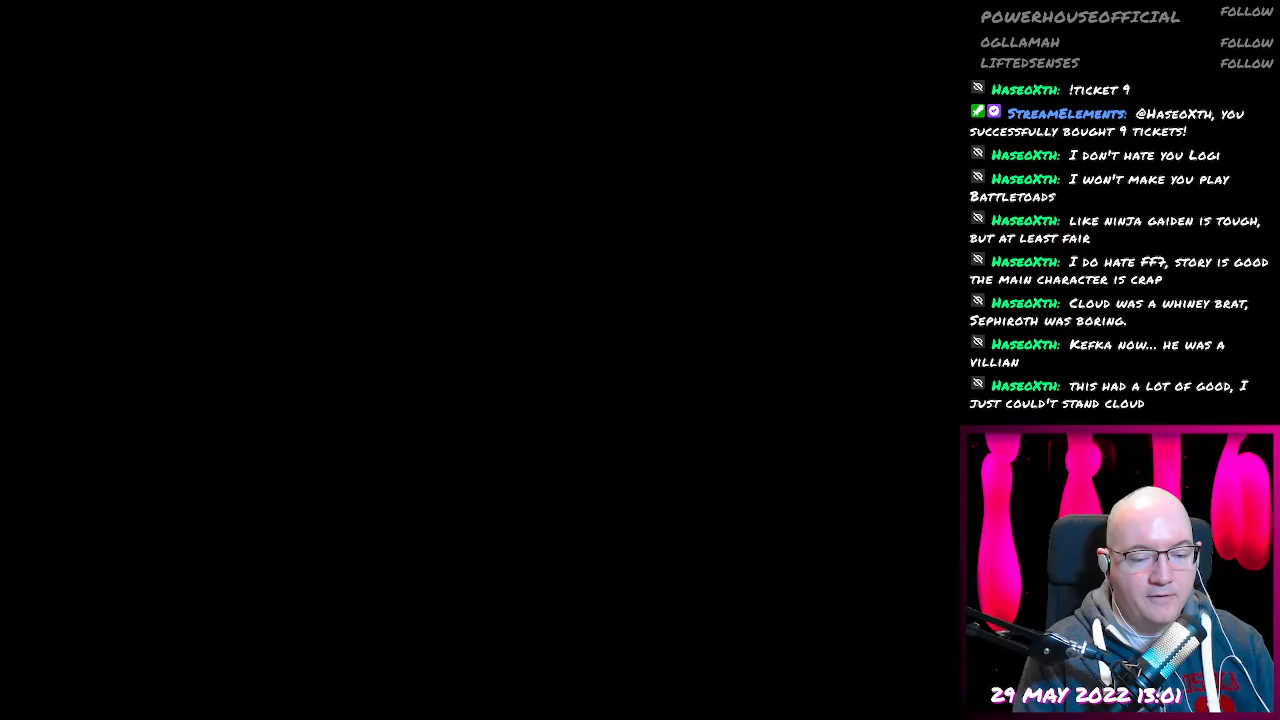 POWERHOUSEOFFICIAL FOLLOW
OGLLAMAH FOLLOW
LIFTEDSENSES FOLLOW
HASEOXTH: !TICKET 9
STREAMELEMENTS: @HASEOXTH, YOU
SUCCESSFULLY BOUGHT 9 TICKETS!
HASEOXTH: I DON'T HATE YOU LOGI
HASEOXTH: I WON'T MAKE YOU PLAY
BATTLETOADS
HASEOXTH: LIKE NINJA GAIDEN IS TOUGH,
BUT AT LEAST FAIR
HASEOXTH: I DO HATE FF7, STORY IS GOOD
THE MAIN CHARACTER IS CRAP
HASEOXTH: CLOUD WAS A WHINEY BRAT,
SEPHIROTH WAS BORING.
HASEOXTH: KEFKA NOW... HE WAS A
VILLIAN
HASEOXTH: THIS HAD A LOT OF GOOD, I
JUST COULD'T STAND CLOUD
29 MAY 2022 13:01